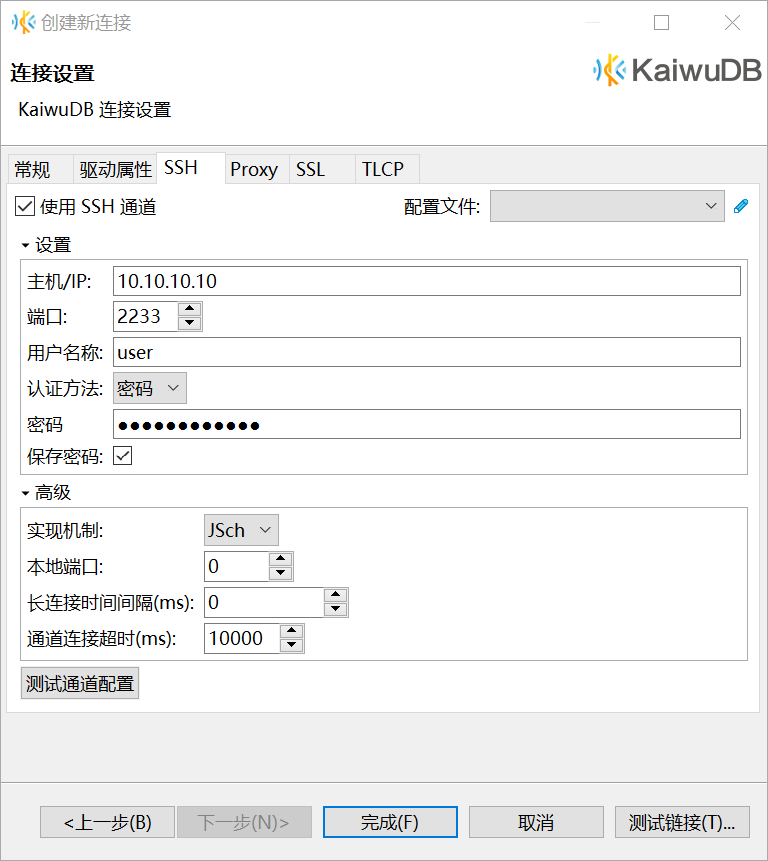 创建新连接
连接设置
KaiwuDB
KaiwuDB 连接设置
常规 驱动属性 SSH Proxy SSL TLCP
使用 SSH 通道 配置文件:
设置
主机/IP: 10.10.10.10
端口: 2233
用户名称: user
认证方法: 密码
密码 ●●●●●●●●●●●●
保存密码:
高级
实现机制: JSch
本地端口: 0
长连接时间间隔(ms): 0
通道连接超时(ms): 10000
测试通道配置
<上一步(B) 下一步(N)> 完成(F) 取消 测试链接(T)...